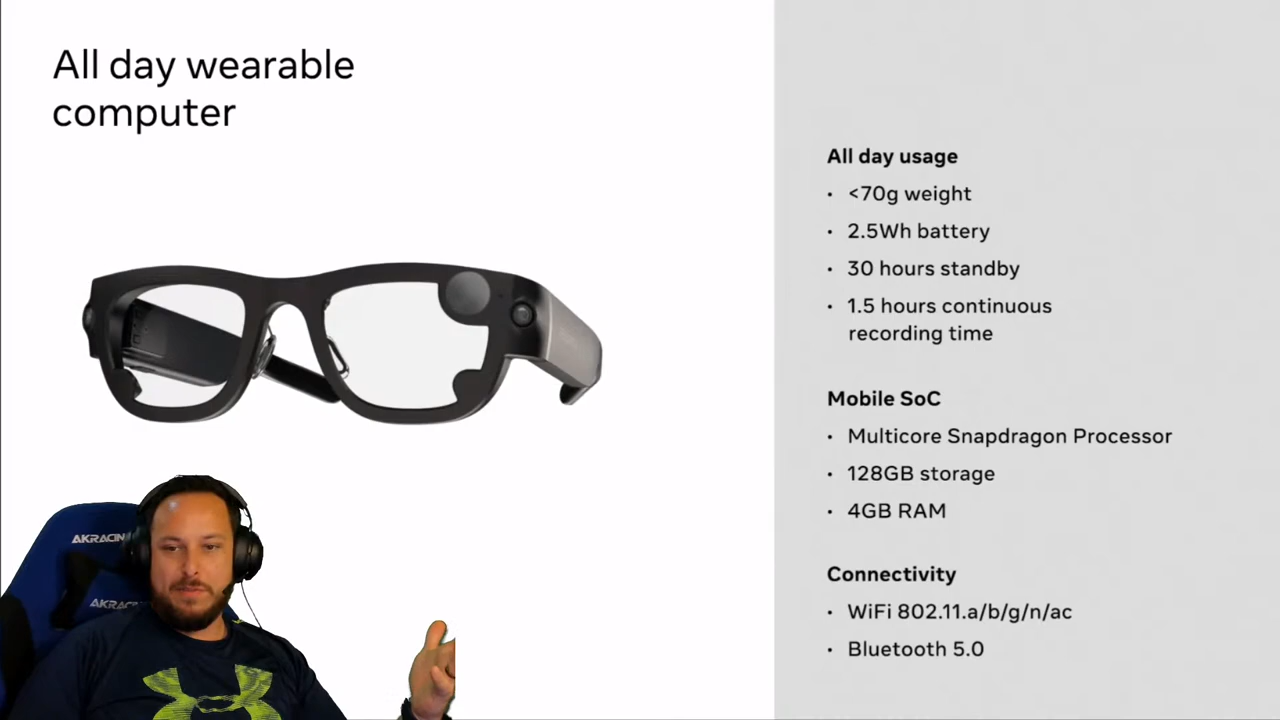 All day wearable
computer
All day usage
• <70g weight
• 2.5Wh battery
• 30 hours standby
• 1.5 hours continuous
recording time
Mobile SoC
• Multicore Snapdragon Processor
• 128GB storage
• 4GB RAM
Connectivity
• WiFi 802.11.a/b/g/n/ac
• Bluetooth 5.0
AKRACIN
AKRAC